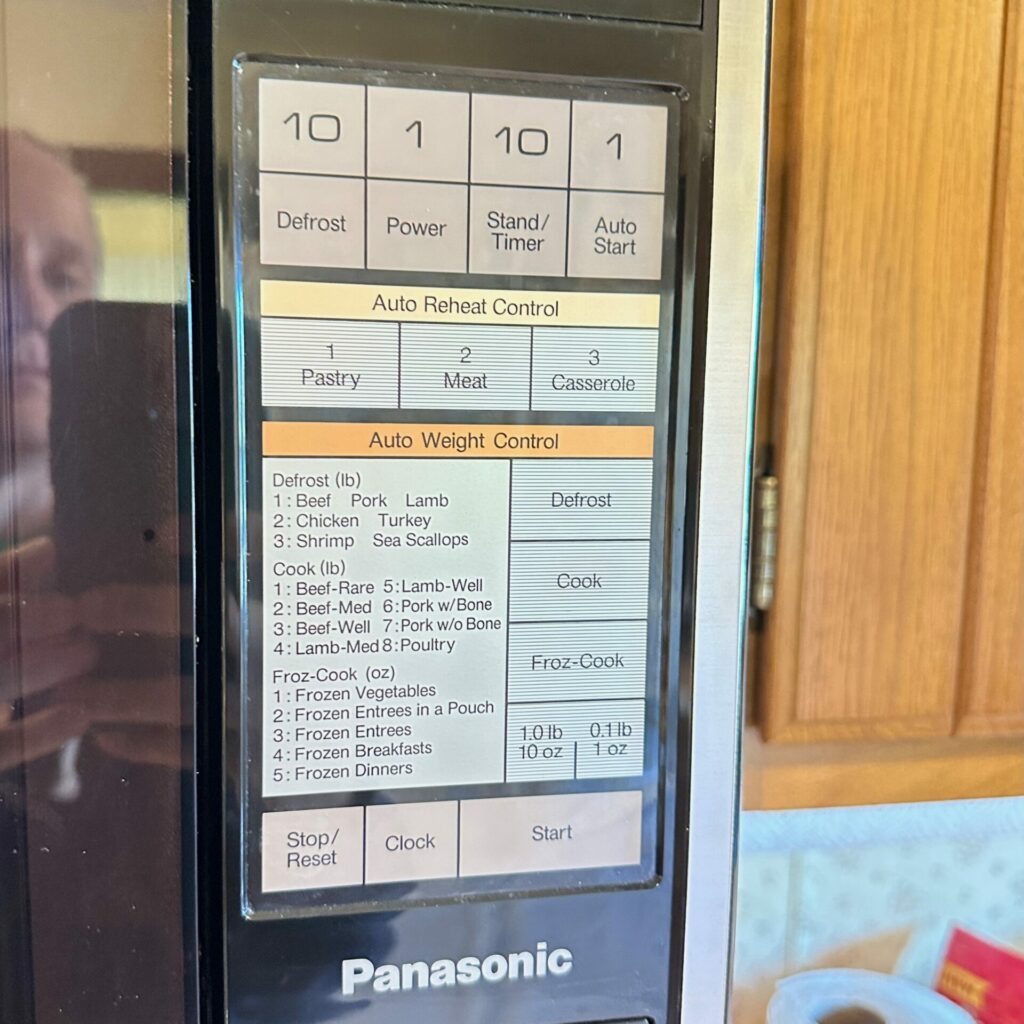 10 1 10 1
Defrost Power Stand/ Timer Auto Start
Auto Reheat Control
1 Pastry 2 Meat 3 Casserole
Auto Weight Control
Defrost (lb)
1: Beef Pork Lamb
2: Chicken Turkey
3: Shrimp Sea Scallops
Cook (lb)
1: Beef-Rare 5:Lamb-Well
2: Beef-Med 6:Pork w/Bone
3: Beef-Well 7:Pork w/o Bone
4: Lamb-Med 8:Poultry
Froz-Cook (oz)
1: Frozen Vegetables
2: Frozen Entrees in a Pouch
3: Frozen Entrees
4: Frozen Breakfasts
5: Frozen Dinners
Defrost
Cook
Froz-Cook
1.0 lb 0.1 lb
10 oz 1 oz
Stop/ Reset Clock Start
Panasonic